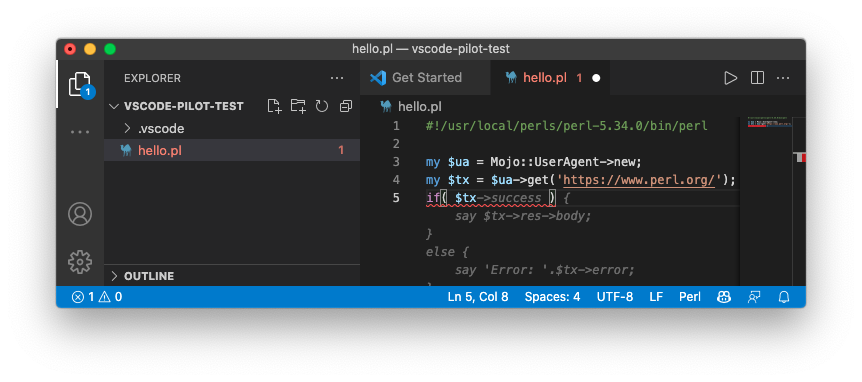 hello.pl — vscode-pilot-test
EXPLORER
VSCODE-PILOT-TEST
.vscode
hello.pl 1
OUTLINE
1
Get Started
hello.pl 1
hello.pl
1 #!/usr/local/perls/perl-5.34.0/bin/perl
2
3 my $ua = Mojo::UserAgent->new;
4 my $tx = $ua->get('https://www.perl.org/');
5 if( $tx->success ) {
say $tx->res->body;
}
else {
say 'Error: '.$tx->error;
1 0 Ln 5, Col 8 Spaces: 4 UTF-8 LF Perl